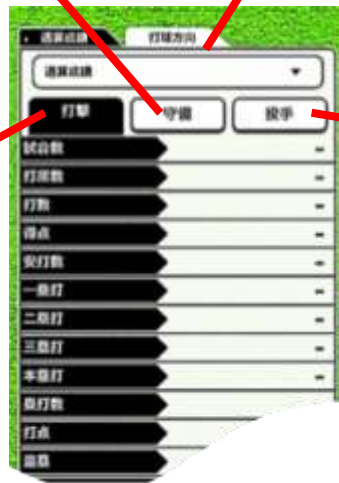 通算成績 打球方向
通算成績
打撃 守備 投手
試合数 -
打席数 -
打数 -
得点 -
安打数 -
一塁打 -
二塁打 -
三塁打 -
本塁打 -
塁打数
打点
盗塁